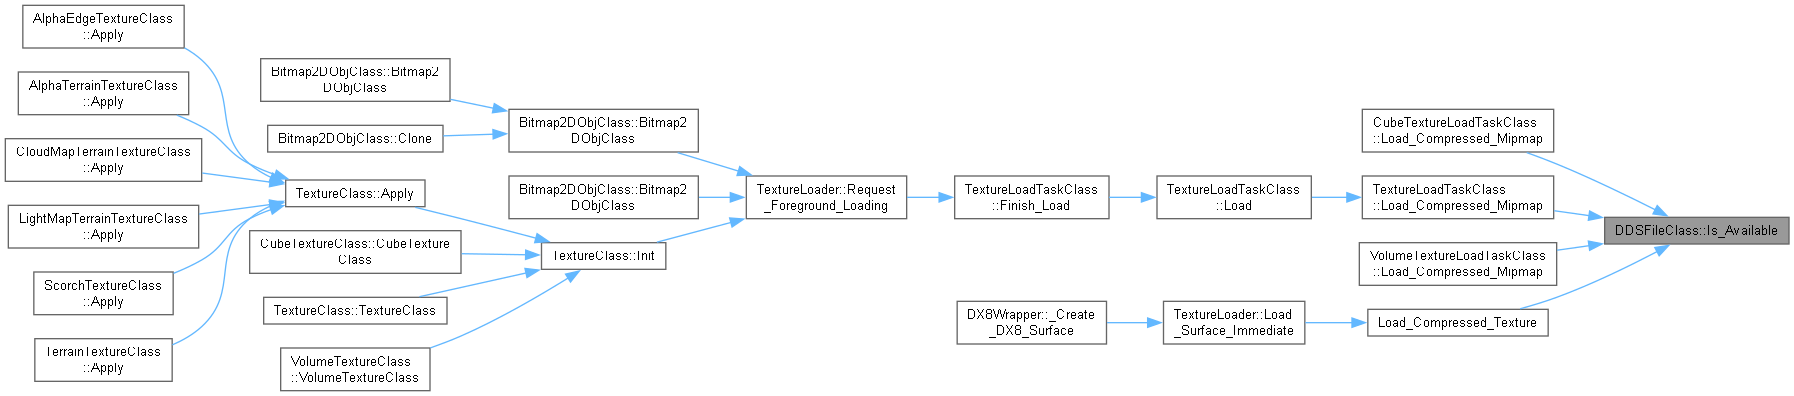 AlphaEdgeTextureClass
::Apply
AlphaTerrainTextureClass
::Apply
CloudMapTerrainTextureClass
::Apply
LightMapTerrainTextureClass
::Apply
ScorchTextureClass
::Apply
TerrainTextureClass
::Apply
Bitmap2DObjClass::Bitmap2
DObjClass
Bitmap2DObjClass::Clone
TextureClass::Apply
CubeTextureClass::CubeTexture
Class
TextureClass::TextureClass
VolumeTextureClass
::VolumeTextureClass
Bitmap2DObjClass::Bitmap2
DObjClass
Bitmap2DObjClass::Bitmap2
DObjClass
TextureClass::Init
TextureLoader::Request
_Foreground_Loading
TextureLoadTaskClass
::Finish_Load
DX8Wrapper::_Create
_DX8_Surface
TextureLoadTaskClass
::Load
TextureLoader::Load
_Surface_Immediate
CubeTextureLoadTaskClass
::Load_Compressed_Mipmap
TextureLoadTaskClass
::Load_Compressed_Mipmap
VolumeTextureLoadTaskClass
::Load_Compressed_Mipmap
Load_Compressed_Texture
DDSFileClass::Is_Available